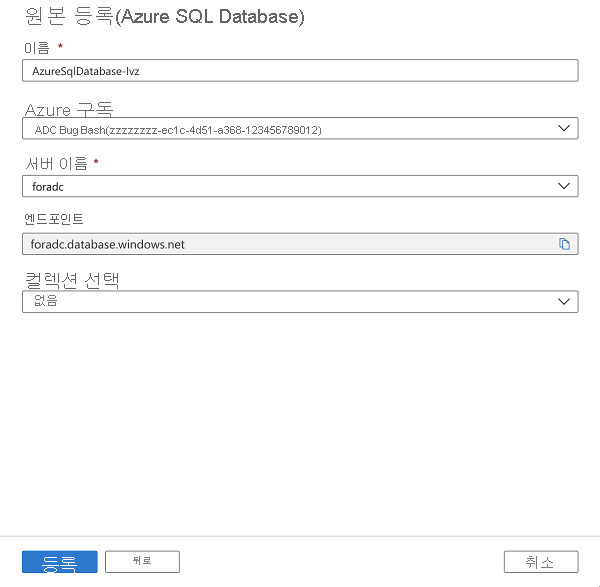 원본 등록(Azure SQL Database)
이름 *
AzureSqlDatabase-lvz
Azure 구독
ADC Bug Bash(zzzzzzzz-ec1c-4d51-a368-123456789012)
서버 이름 *
foradc
엔드포인트
foradc.database.windows.net
컬렉션 선택
없음
등록 뒤로 취소